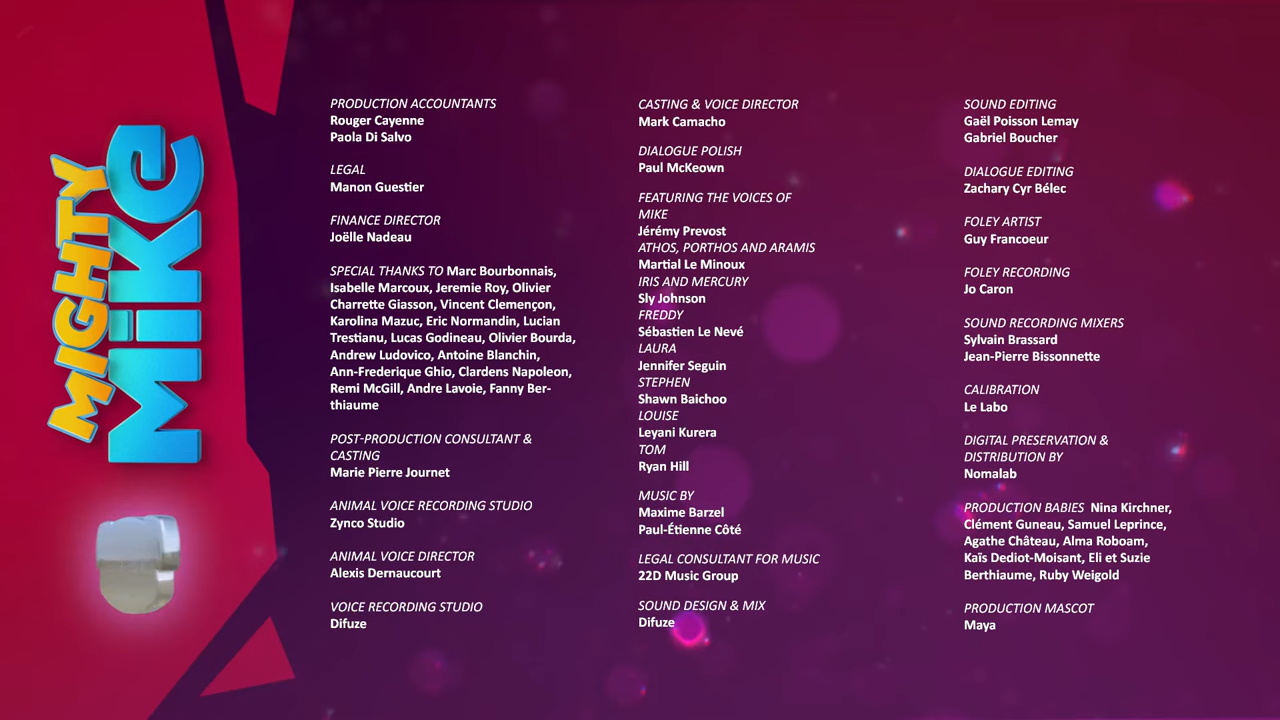 MIGHTY
MIKE
PRODUCTION ACCOUNTANTS
Rouger Cayenne
Paola Di Salvo
LEGAL
Manon Guestier
FINANCE DIRECTOR
Joëlle Nadeau
SPECIAL THANKS TO Marc Bourbonnais,
Isabelle Marcoux, Jeremie Roy, Olivier
Charrette Giasson, Vincent Clemençon,
Karolina Mazuc, Eric Normandin, Lucian
Trestianu, Lucas Godineau, Olivier Bourda,
Andrew Ludovico, Antoine Blanchin,
Ann-Frederique Ghio, Clardens Napoleon,
Remi McGill, Andre Lavoie, Fanny Ber-
thiaume
POST-PRODUCTION CONSULTANT &
CASTING
Marie Pierre Journet
ANIMAL VOICE RECORDING STUDIO
Zynco Studio
ANIMAL VOICE DIRECTOR
Alexis Dernaucourt
VOICE RECORDING STUDIO
Difuze
CASTING & VOICE DIRECTOR
Mark Camacho
DIALOGUE POLISH
Paul McKeown
FEATURING THE VOICES OF
MIKE
Jérémy Prevost
ATHOS, PORTHOS AND ARAMIS
Martial Le Minoux
IRIS AND MERCURY
Sly Johnson
FREDDY
Sébastien Le Nevé
LAURA
Jennifer Seguin
STEPHEN
Shawn Baichoo
LOUISE
Leyani Kurera
TOM
Ryan Hill
MUSIC BY
Maxime Barzel
Paul-Étienne Côté
LEGAL CONSULTANT FOR MUSIC
22D Music Group
SOUND DESIGN & MIX
Difuze
SOUND EDITING
Gaël Poisson Lemay
Gabriel Boucher
DIALOGUE EDITING
Zachary Cyr Bélec
FOLEY ARTIST
Guy Francoeur
FOLEY RECORDING
Jo Caron
SOUND RECORDING MIXERS
Sylvain Brassard
Jean-Pierre Bissonnette
CALIBRATION
Le Labo
DIGITAL PRESERVATION &
DISTRIBUTION BY
Nomalab
PRODUCTION BABIES Nina Kirchner,
Clément Guneau, Samuel Leprince,
Agathe Château, Alma Roboam,
Kaïs Dediot-Moisant, Eli et Suzie
Berthiaume, Ruby Weigold
PRODUCTION MASCOT
Maya